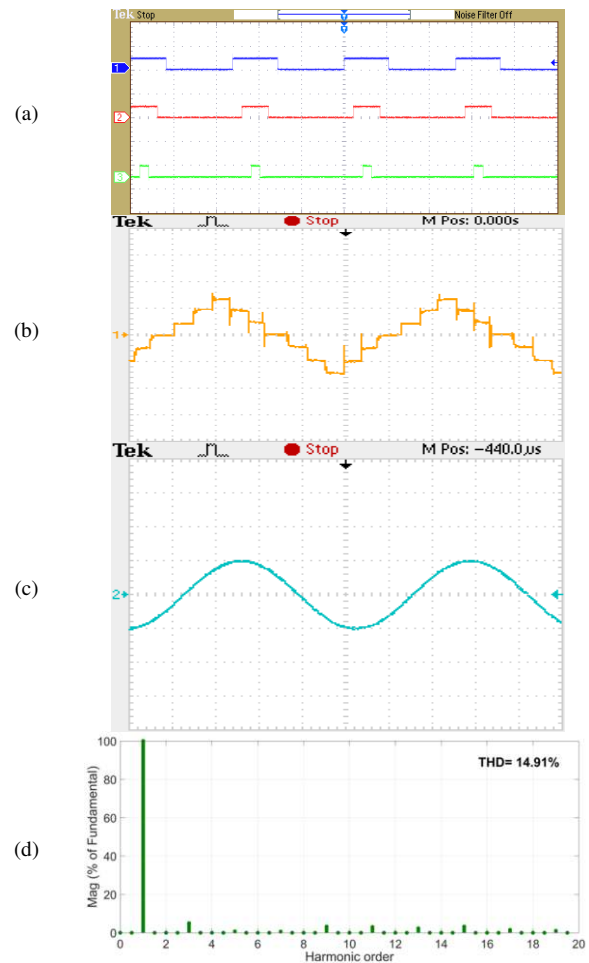 Tek Stop Noise Filter Off
1
(a)
2
3
Tek Stop M Pos: 0.000s
(b)
1
Tek Stop M Pos: -440.0us
(c)
2
100
THD= 14.91%
80
60
(d)
40
20
0
Mag (% of Fundamental)
0 2 4 6 8 10 12 14 16 18 20
Harmonic order